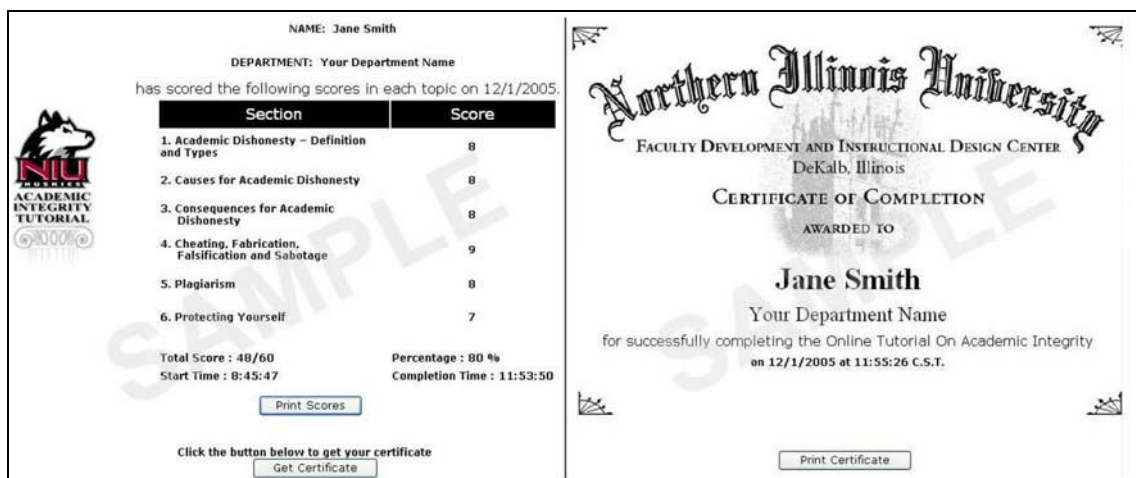 NAME: Jane Smith
DEPARTMENT: Your Department Name
has scored the following scores in each topic on 12/1/2005.
Section Score
1. Academic Dishonesty – Definition
and Types 8
2. Causes for Academic Dishonesty 8
3. Consequences for Academic
Dishonesty 8
4. Cheating, Fabrication,
Falsification and Sabotage 9
5. Plagiarism 8
6. Protecting Yourself 7
Total Score : 48/60 Percentage : 80 %
Start Time : 8:45:47 Completion Time : 11:53:50
Print Scores
Click the button below to get your certificate
Get Certificate
SAMPLE
NIU
HUSKIES
ACADEMIC
INTEGRITY
TUTORIAL
Northern Illinois University
FACULTY DEVELOPMENT AND INSTRUCTIONAL DESIGN CENTER
DeKalb, Illinois
CERTIFICATE OF COMPLETION
AWARDED TO
Jane Smith
Your Department Name
for successfully completing the Online Tutorial On Academic Integrity
on 12/1/2005 at 11:55:26 C.S.T.
SAMPLE
Print Certificate